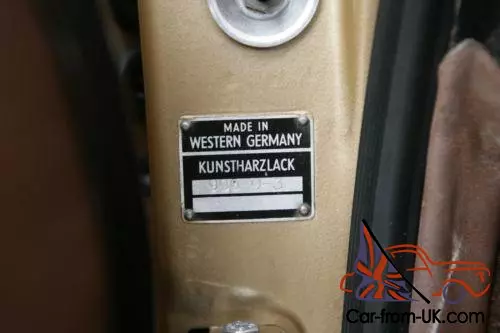 MADE IN
WESTERN GERMANY
KUNSTHARZLACK
Car-from-UK.com